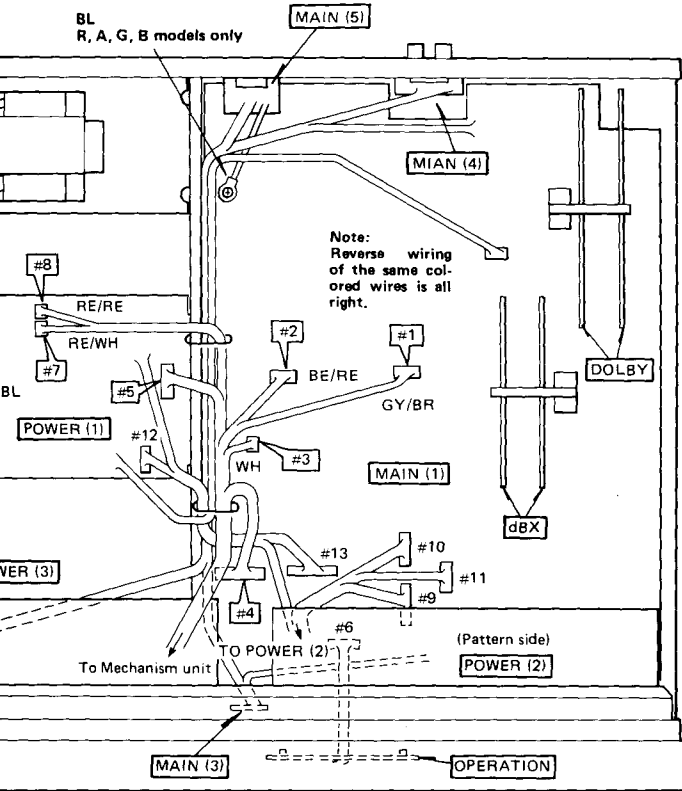 BL
R, A, G, B models only
MAIN (5)
MIAN (4)
Note:
Reverse wiring
of the same col-
ored wires is all
right.
#8
RE/RE
RE/WH
#7
#2
#1
BE/RE
GY/BR
DOLBY
#5
BL
POWER (1)
#12
#3
WH
MAIN (1)
dBX
WER (3)
#13
#10
#11
#9
#4
#6
TO POWER (2)
(Pattern side)
POWER (2)
To Mechanism unit
MAIN (3)
OPERATION